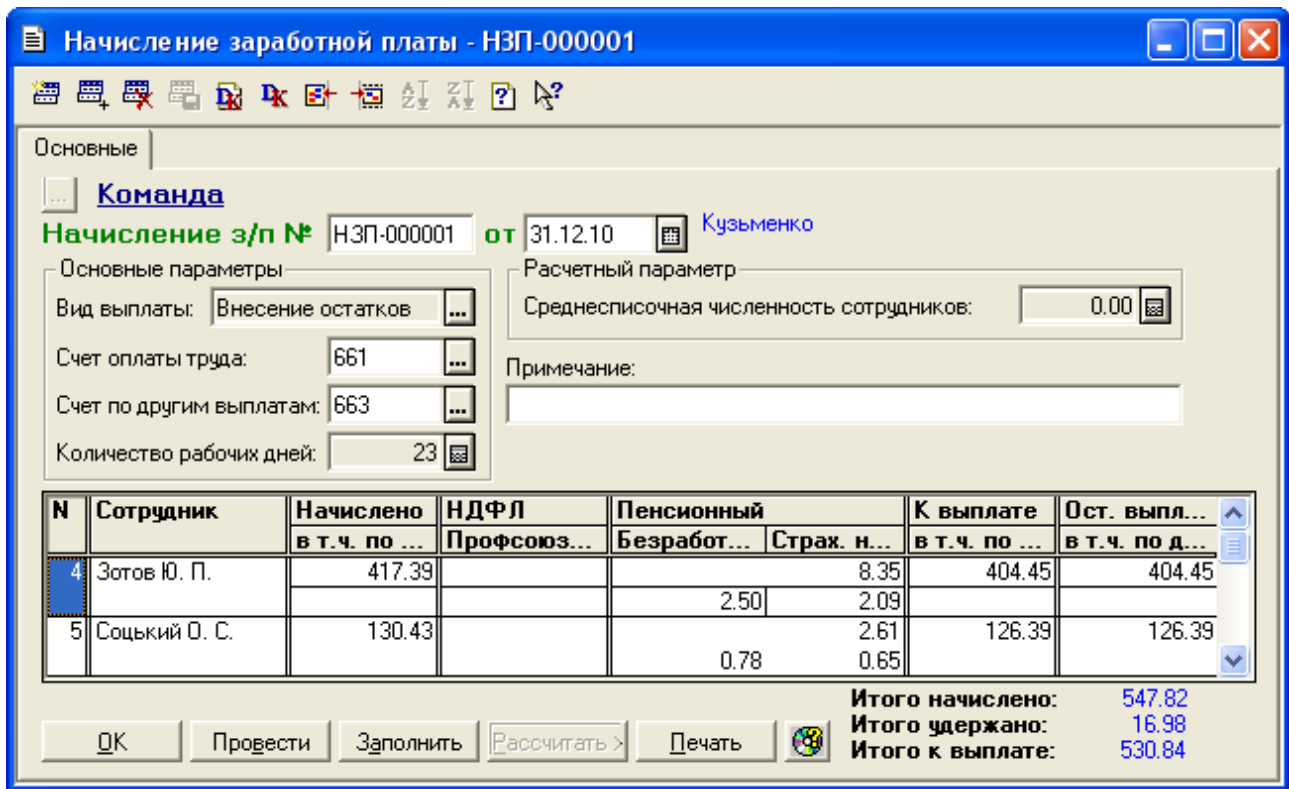 Начисление заработной платы - НЗП-000001
Основные
... Команда
Начисление з/п № НЗП-000001 от 31.12.10 Кузьменко
Основные параметры
Расчетный параметр
Вид выплаты: Внесение остатков ...
Среднесписочная численность сотрудников: 0.00
Счет оплаты труда: 661 ...
Примечание:
Счет по другим выплатам: 663 ...
Количество рабочих дней: 23
N Сотрудник Начислено НДФЛ Пенсионный К выплате Ост. выпл...
в т.ч. по ... Профсоюз... Безработ... Страх. н... в т.ч. по ... в т.ч. по д...
4 Зотов Ю. П. 417.39 8.35 404.45 404.45
2.50 2.09
5 Соцький О. С. 130.43 2.61 126.39 126.39
0.78 0.65
Итого начислено: 547.82
Итого удержано: 16.98
Итого к выплате: 530.84
OK Провести Заполнить Рассчитать > Печать